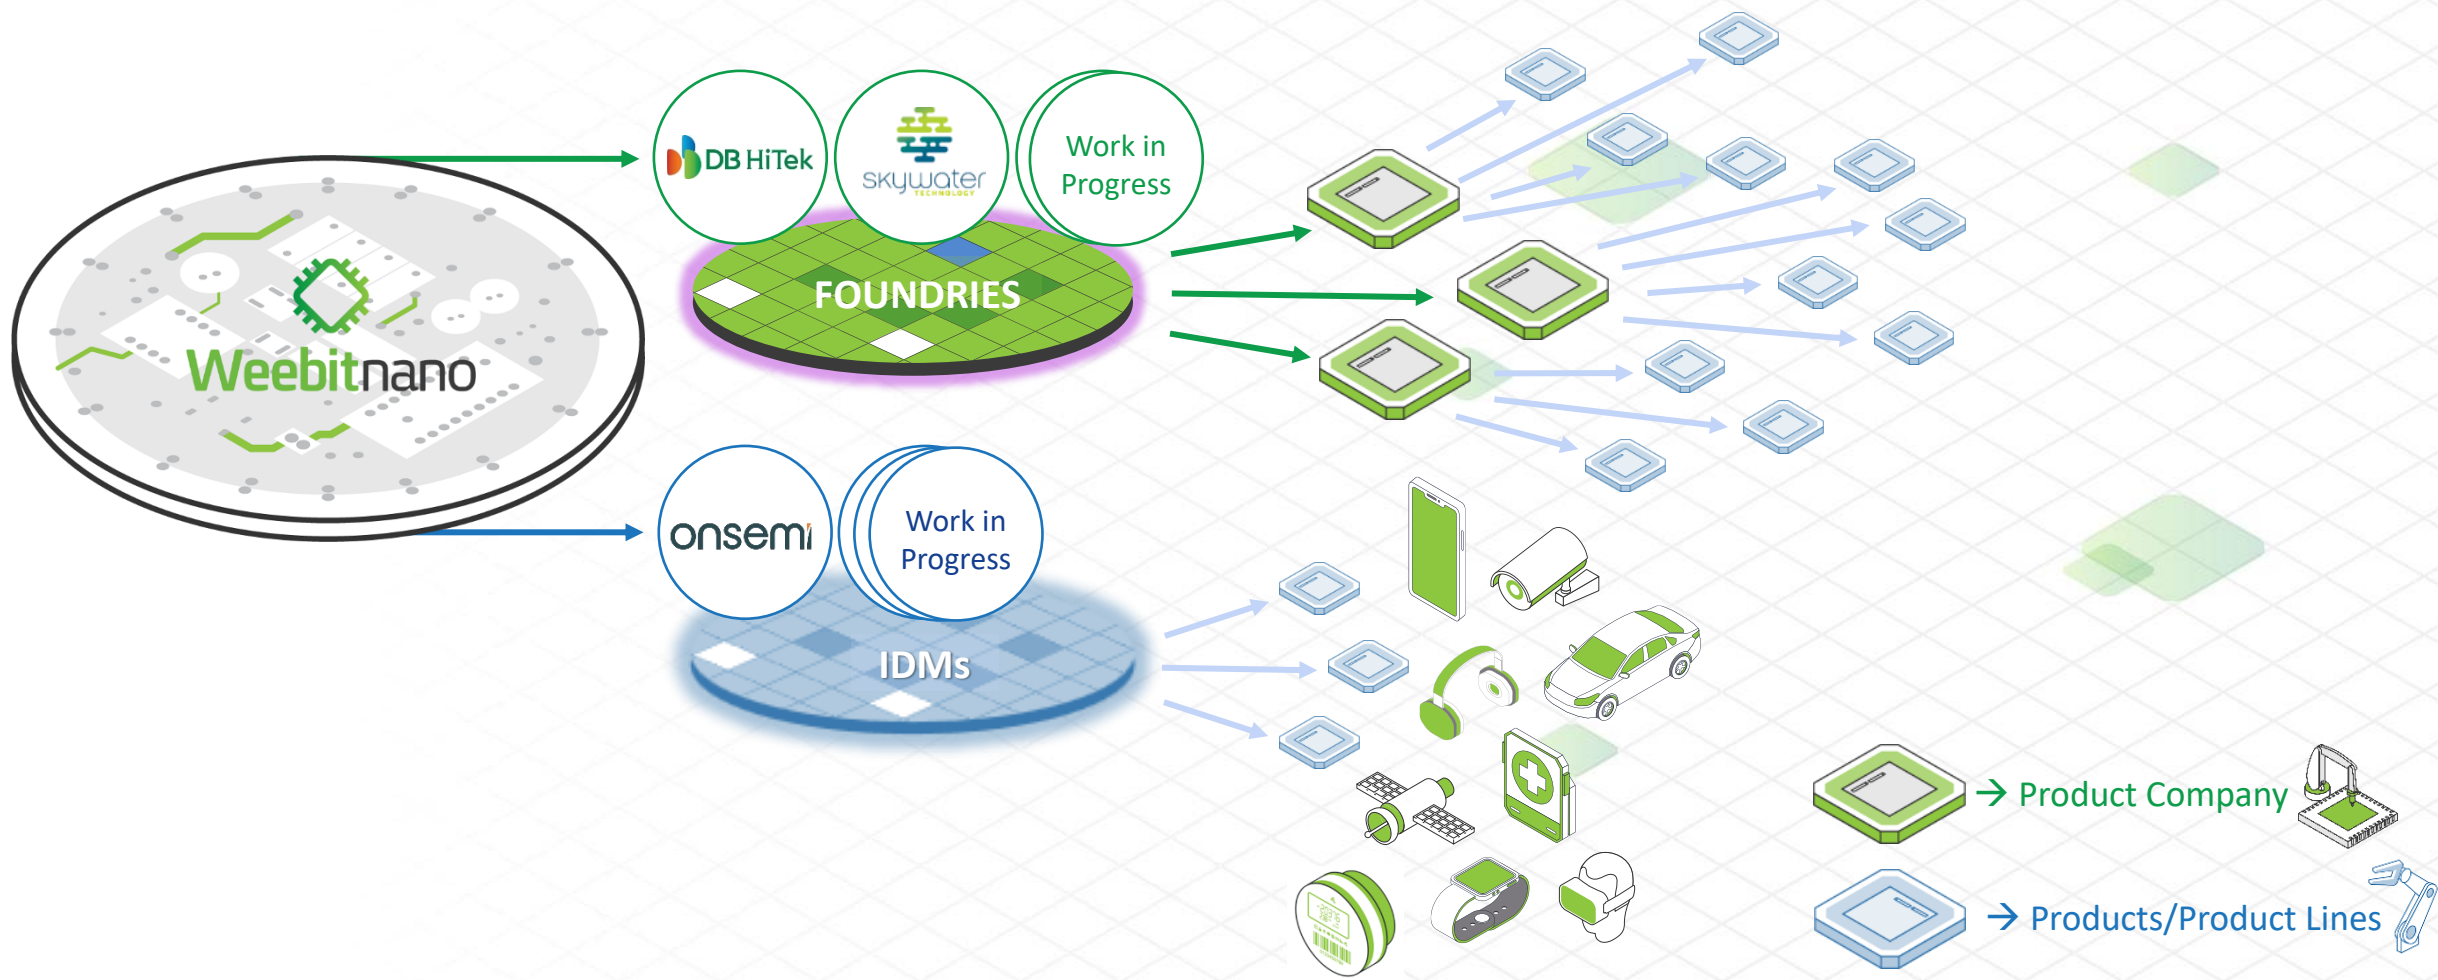 DB HiTek
skywater
TECHNOLOGY
Work in
Progress
FOUNDRIES
Weebitnano
onsemi
Work in
Progress
IDMs
→ Product Company
→ Products/Product Lines